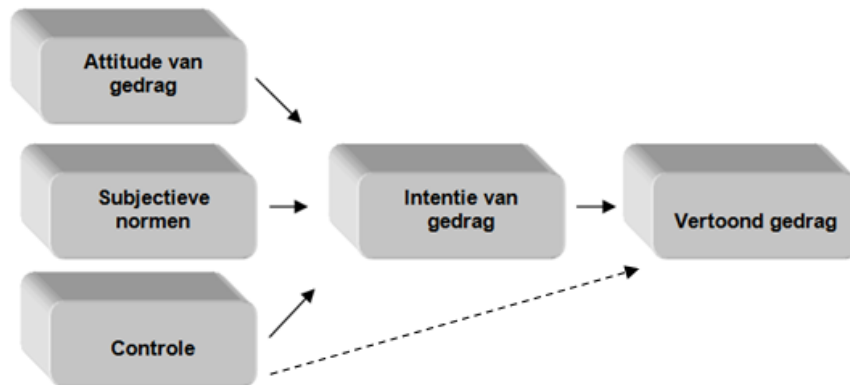 Attitude van
gedrag
Subjectieve
normen
Intentie van
gedrag
Vertoond gedrag
Controle